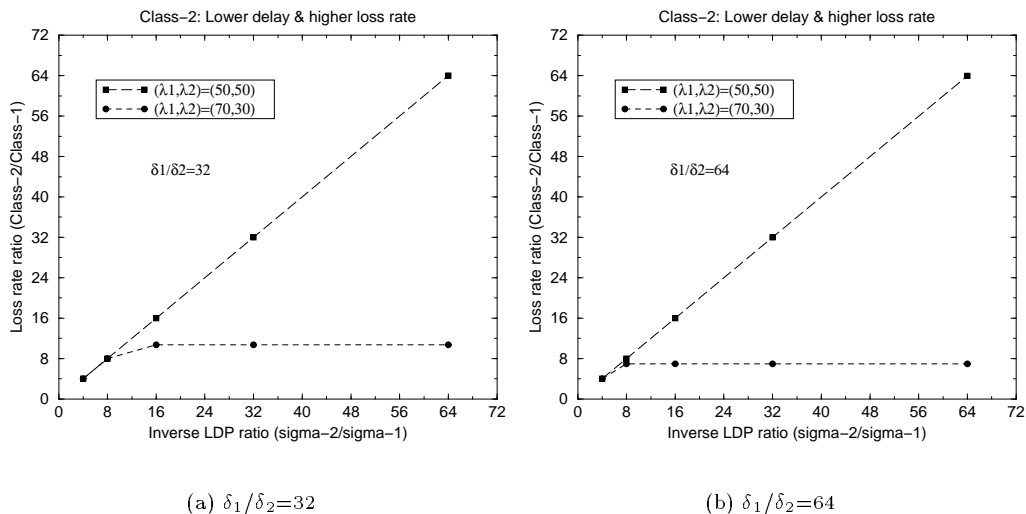 Class−2: Lower delay & higher loss rate
72
64
56
48
40
32
24
16
8
0
Loss rate ratio (Class−2/Class−1)
(λ1,λ2)=(50,50)
(λ1,λ2)=(70,30)
δ1/δ2=32
0 8 16 24 32 40 48 56 64 72
Inverse LDP ratio (sigma−2/sigma−1)
(a) δ₁/δ₂=32
Class−2: Lower delay & higher loss rate
72
64
56
48
40
32
24
16
8
0
Loss rate ratio (Class−2/Class−1)
(λ1,λ2)=(50,50)
(λ1,λ2)=(70,30)
δ1/δ2=64
0 8 16 24 32 40 48 56 64 72
Inverse LDP ratio (sigma−2/sigma−1)
(b) δ₁/δ₂=64